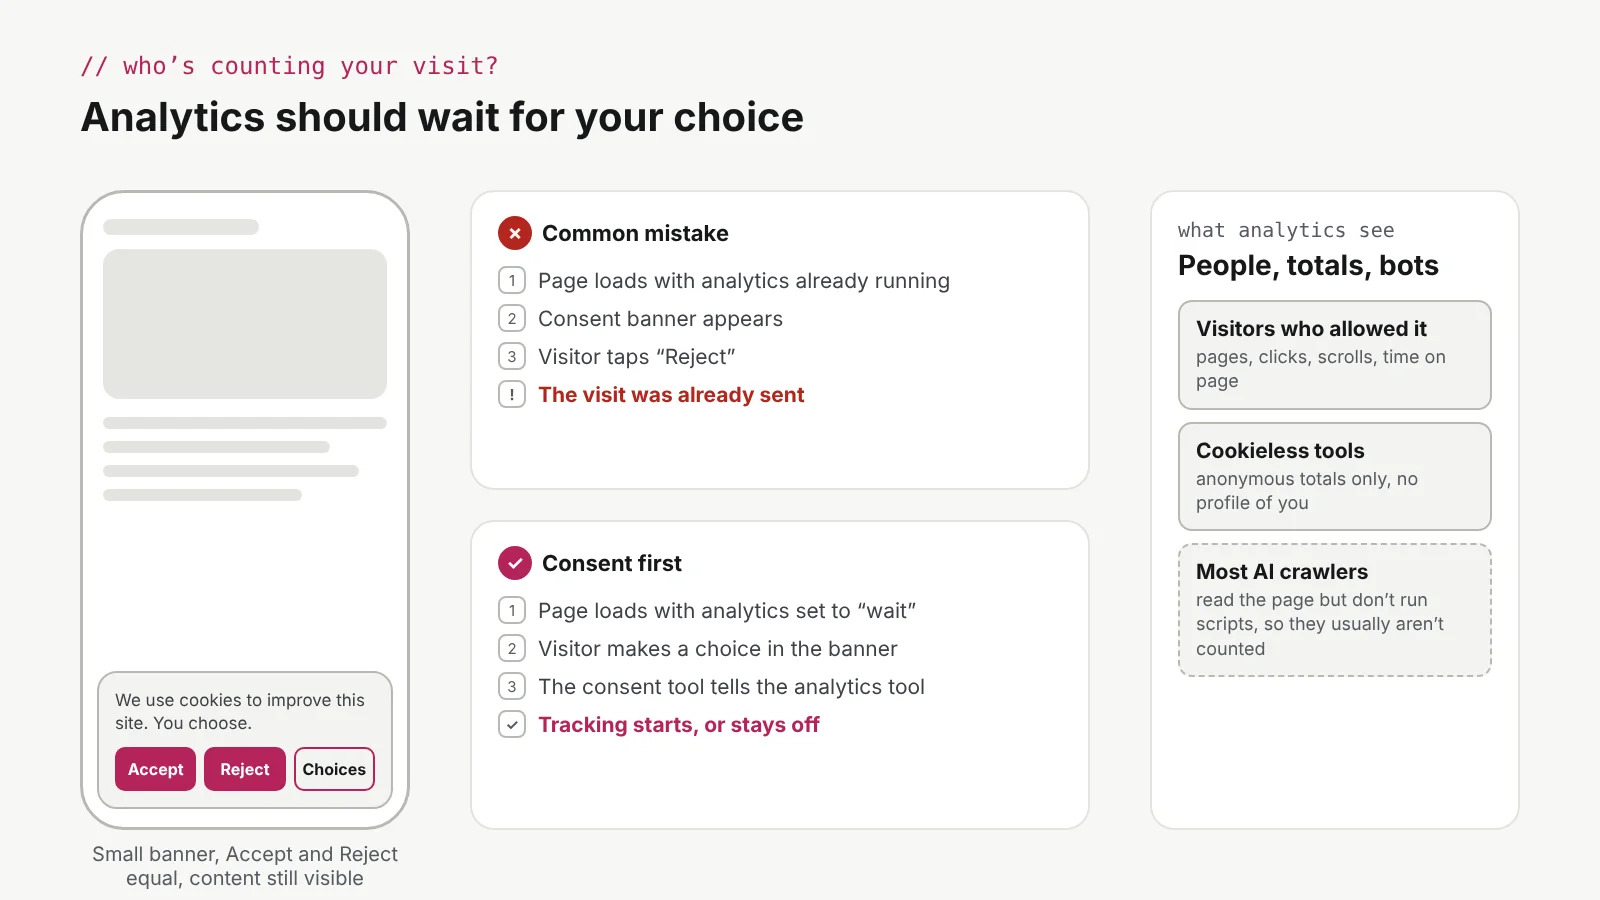 // who’s counting your visit?
Analytics should wait for your choice
We use cookies to improve this
site. You choose.
Accept
Reject
Choices
Small banner, Accept and Reject
equal, content still visible
Common mistake
1 Page loads with analytics already running
2 Consent banner appears
3 Visitor taps “Reject”
! The visit was already sent
Consent first
1 Page loads with analytics set to “wait”
2 Visitor makes a choice in the banner
3 The consent tool tells the analytics tool
Tracking starts, or stays off
what analytics see
People, totals, bots
Visitors who allowed it
pages, clicks, scrolls, time on
page
Cookieless tools
anonymous totals only, no
profile of you
Most AI crawlers
read the page but don’t run
scripts, so they usually aren’t
counted